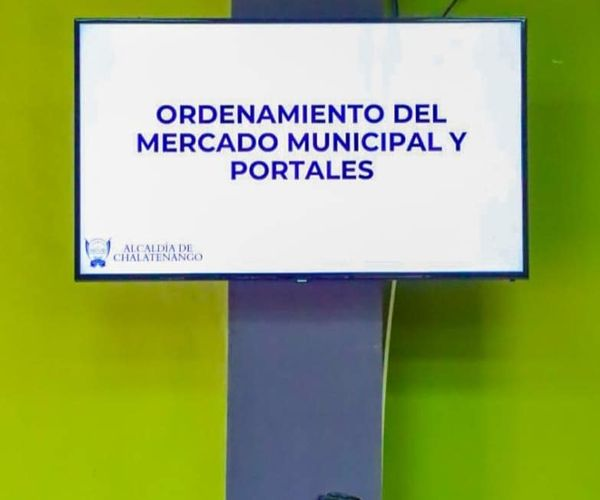 ORDENAMIENTO DEL
MERCADO MUNICIPAL Y
PORTALES
ALCALDÍA DE
CHALATENANGO